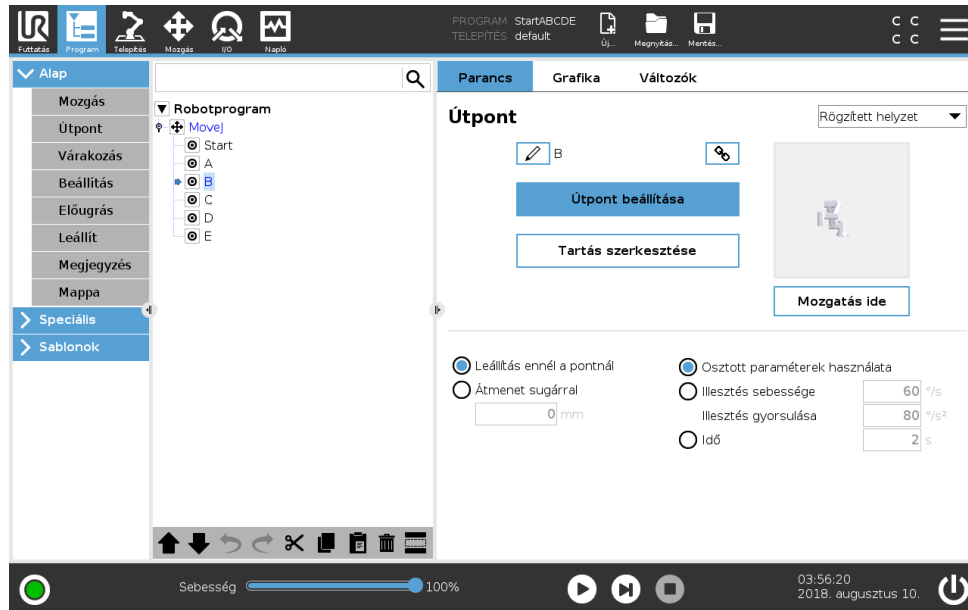 PROGRAM StartABCDE
TELEPÍTÉS default
C C
C C
UR
Futtatás Program Telepítés Mozgás I/O Napló Új... Megnyitás... Mentés...
Alap
Mozgás
Útpont
Várakozás
Beállítás
Előugrás
Leállít
Megjegyzés
Mappa
Speciális
Sablonok
Robotprogram
MoveJ
Start
A
B
C
D
E
Parancs Grafika Változók
Útpont
Rögzített helyzet
B
Útpont beállítása
Tartás szerkesztése
Mozgatás ide
Leállítás ennél a pontnál
Átmenet sugárral
0 mm
Osztott paraméterek használata
Illesztés sebessége 60 °/s
Illesztés gyorsulása 80 °/s²
Idő 2 s
Sebesség 100%
03:56:20
2018. augusztus 10.